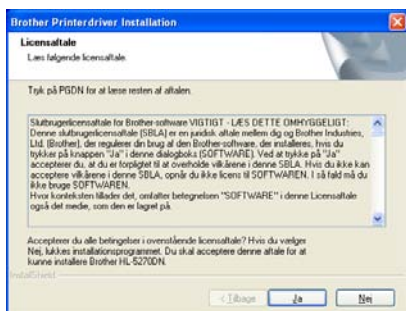 Brother Printerdriver Installation
Licensaftale
Læs følgende licensaftale.
Tryk på PGDN for at læse resten af aftalen.
Slutbrugerlicensaftale for Brother-software VIGTIGT - LÆS DETTE OMHYGGELIGT:
Denne slutbrugerlicensaftale (SBLA) er en juridisk aftale mellem dig og Brother Industries,
Ltd. (Brother), der regulerer din brug af den Brother-software, der installeres, hvis du
trykker på knappen "Ja" i denne dialogboks (SOFTWARE). Ved at trykke på "Ja"
accepterer du, at du er forpligtet til at overholde vilkårene i denne SBLA. Hvis du ikke kan
acceptere vilkårene i denne SBLA, opnår du ikke licens til SOFTWAREN. I så fald må du
ikke bruge SOFTWAREN.
Hvor konteksten tillader det, omfatter betegnelsen "SOFTWARE" i denne Licensaftale
også det medie, som den er lagret på.
Accepterer du alle betingelser i ovenstående licensaftale? Hvis du vælger
Nej, lukkes installationsprogrammet. Du skal acceptere denne aftale for at
kunne installere Brother HL-5270DN.
InstallShield
< Tilbage
Ja
Nej